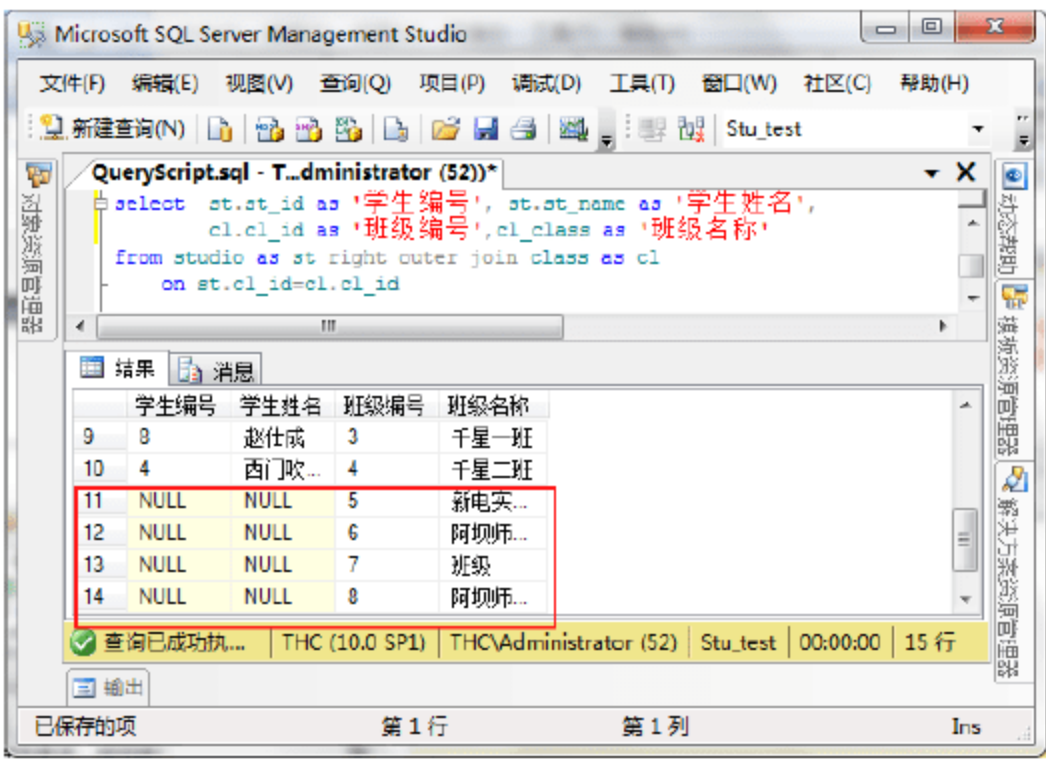 Microsoft SQL Server Management Studio
文件(F) 编辑(E) 视图(V) 查询(Q) 项目(P) 调试(D) 工具(T) 窗口(W) 社区(C) 帮助(H)
新建查询(N) Stu_test
QueryScript.sql - T...dministrator (52))*
select st.st_id as '学生编号', st.st_name as '学生姓名',
cl.cl_id as '班级编号',cl_class as '班级名称'
from studio as st right outer join class as cl
on st.cl_id=cl.cl_id
对象资源管理器
动态帮助
模板资源管理器
解决方案资源管理器
结果 消息
学生编号 学生姓名 班级编号 班级名称
9 8 赵仕成 3 千星一班
10 4 西门吹... 4 千星二班
11 NULL NULL 5 新电实...
12 NULL NULL 6 阿坝师...
13 NULL NULL 7 班级
14 NULL NULL 8 阿坝师...
查询已成功执... THC (10.0 SP1) THC\Administrator (52) Stu_test 00:00:00 15 行
输出
已保存的项 第 1 行 第 1 列 Ins